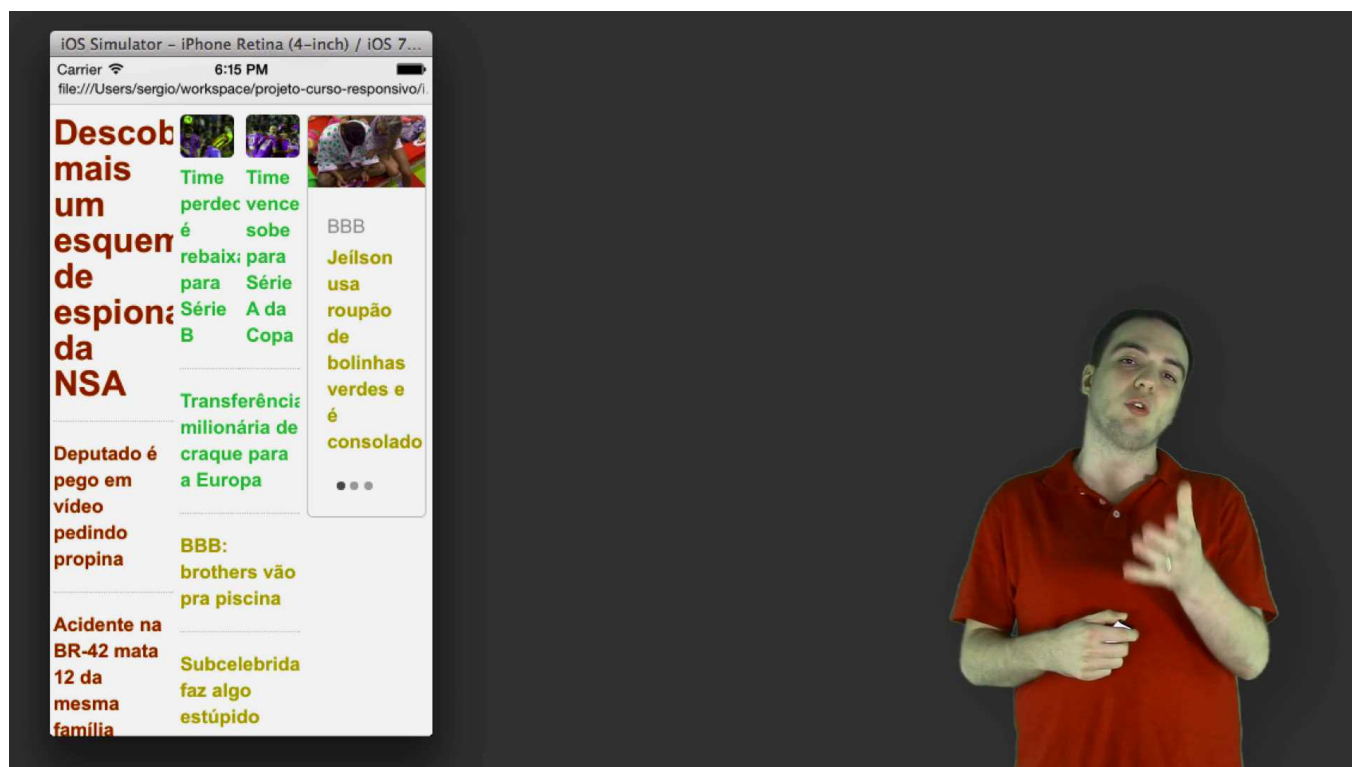 iOS Simulator – iPhone Retina (4-inch) / iOS 7...
Carrier 6:15 PM
file:///Users/sergio/workspace/projeto-curso-responsivo/i
Descob
mais
um
esquem
de
espiona
da
NSA
Deputado é
pego em
vídeo
pedindo
propina
Acidente na
BR-42 mata
12 da
mesma
família
Time
perdec
é
rebaixa
para
Série
B
Time
vence
sobe
para
Série
A da
Copa
Transferência
milionária de
craque para
a Europa
BBB:
brothers vão
pra piscina
Subcelebrida
faz algo
estúpido
BBB
Jeílson
usa
roupão
de
bolinhas
verdes e
é
consolado